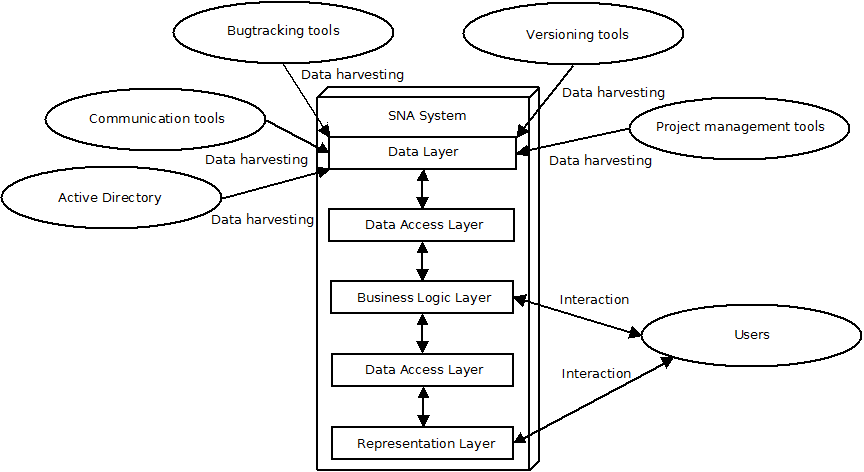 Bugtracking tools
Versioning tools
Data harvesting
Data harvesting
SNA System
Communication tools
Project management tools
Data Layer
Data harvesting
Data harvesting
Active Directory
Data harvesting
Data Access Layer
Business Logic Layer
Interaction
Users
Data Access Layer
Interaction
Representation Layer